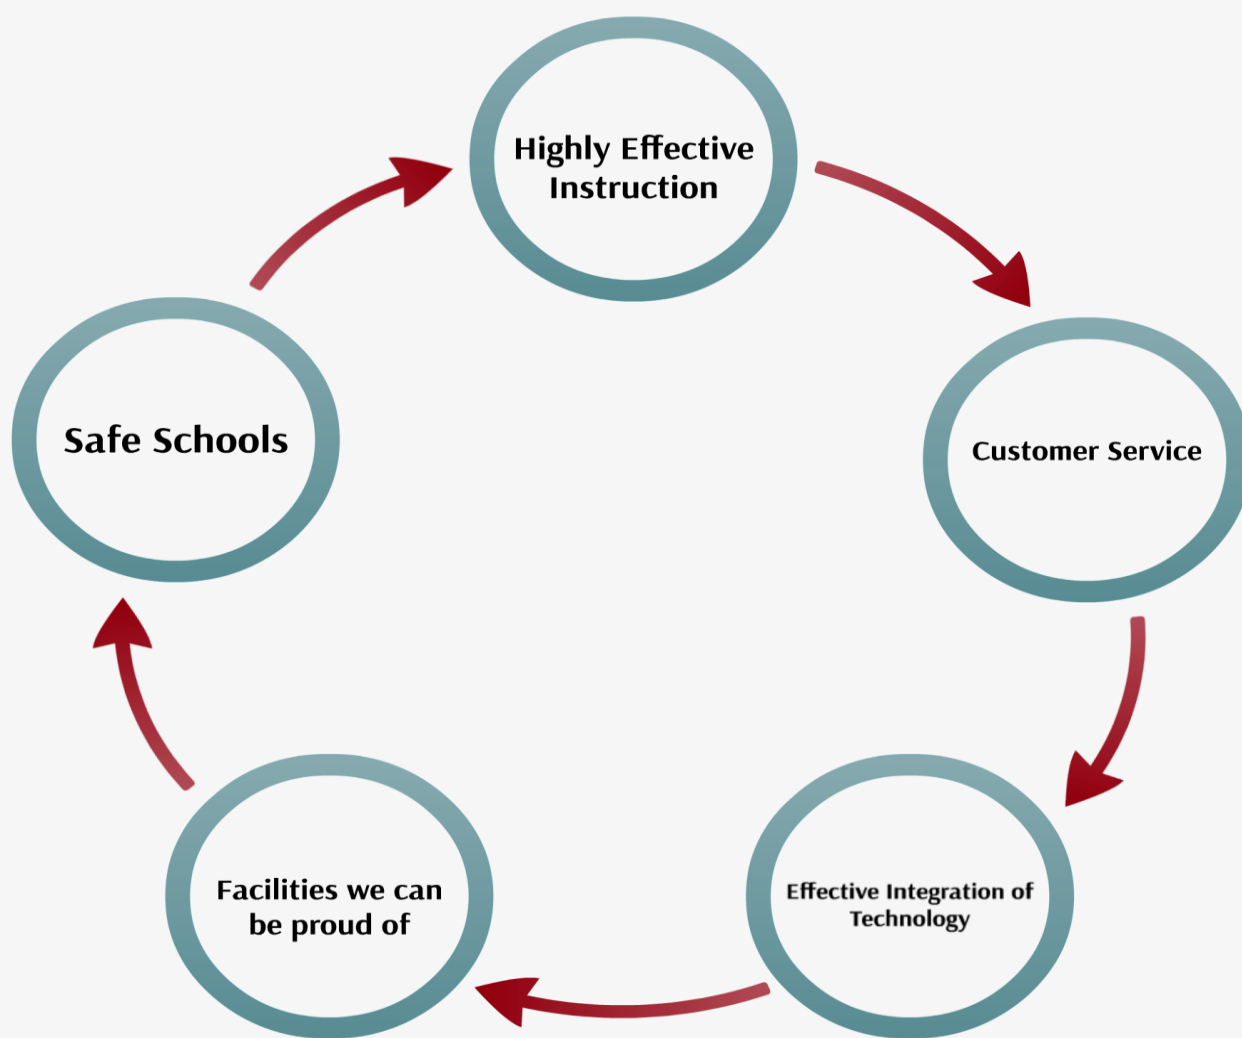 Highly Effective
Instruction
Customer Service
Effective Integration of
Technology
Facilities we can
be proud of
Safe Schools